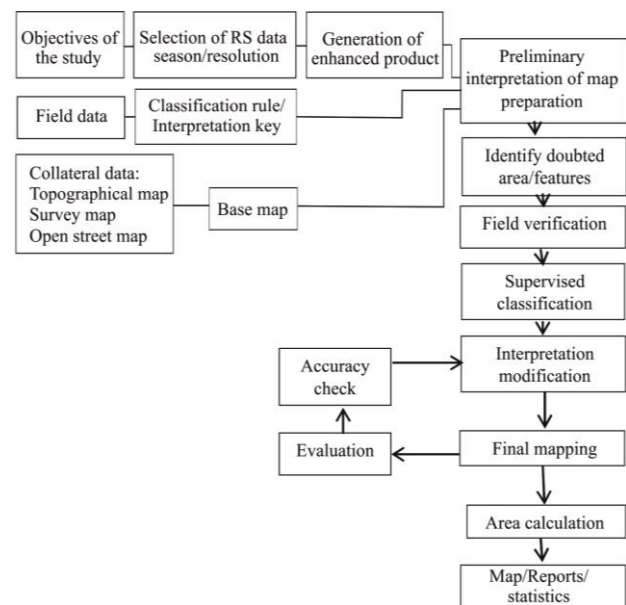 Objectives of
the study
Selection of RS data
season/resolution
Generation of
enhanced product
Preliminary
interpretation of map
preparation
Field data
Classification rule/
Interpretation key
Identify doubted
area/features
Collateral data:
Topographical map
Survey map
Open street map
Base map
Field verification
Supervised
classification
Accuracy
check
Interpretation
modification
Evaluation
Final mapping
Area calculation
Map/Reports/
statistics